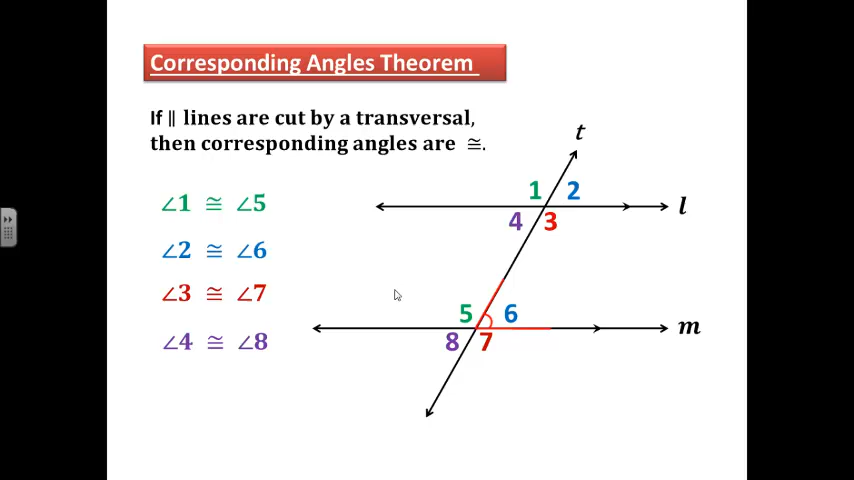 Corresponding Angles Theorem
If ∥ lines are cut by a transversal,
then corresponding angles are ≅.
∠1 ≅ ∠5
∠2 ≅ ∠6
∠3 ≅ ∠7
∠4 ≅ ∠8
t
1 2
l
4 3
5 6
m
8 7